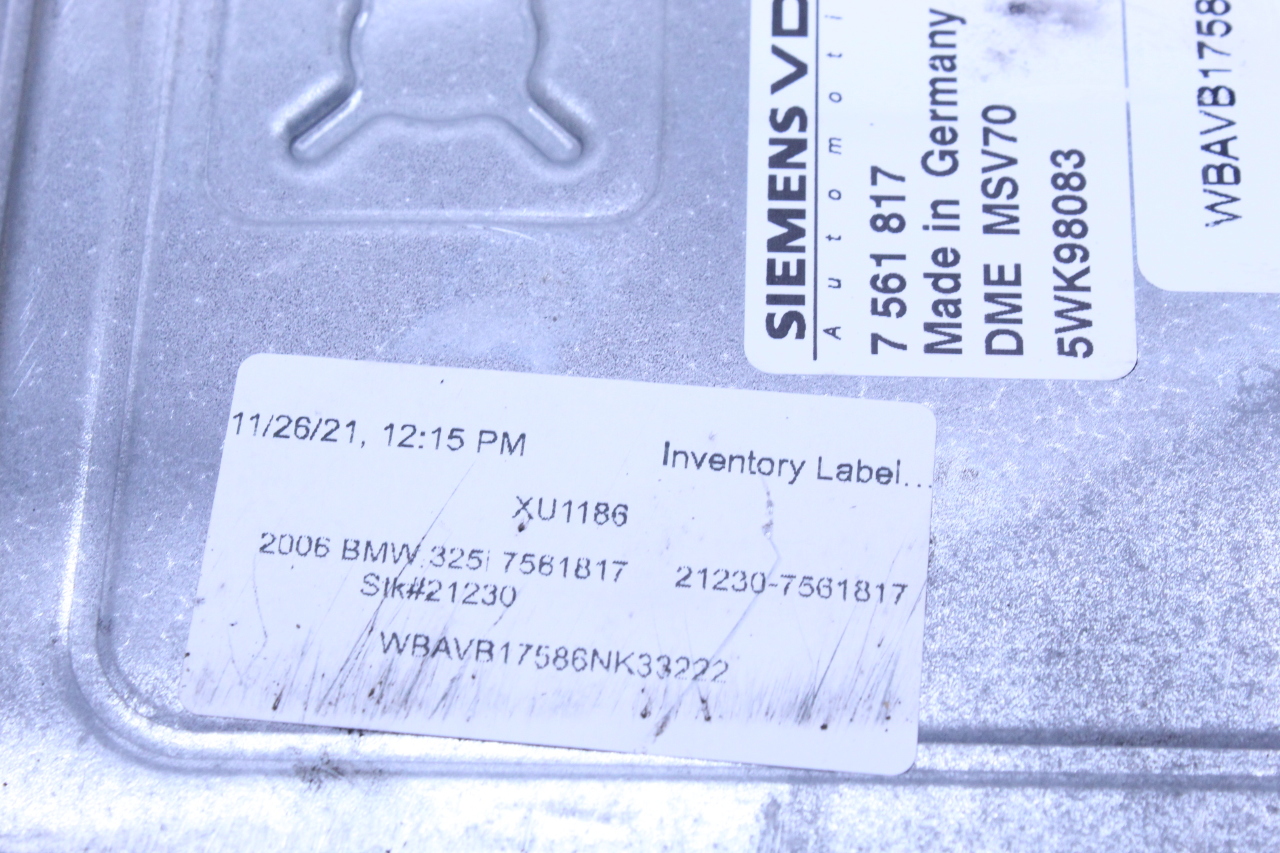 SIEMENS VD
Automoti
7 561 817
Made in Germany
DME MSV70
5WK98083
WBAVB1758
11/26/21, 12:15 PM
Inventory Label...
XU1186
2006 BMW 325i 7561817
21230-7561817
Stk#21230
WBAVB17586NK33222